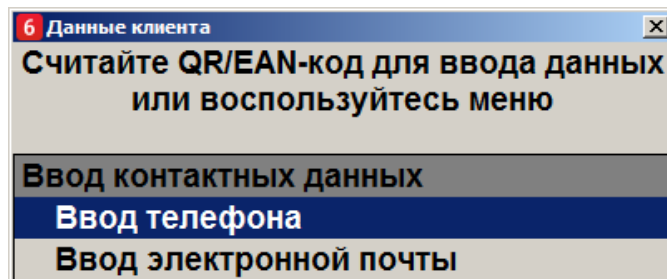 6 Данные клиента
Считайте QR/EAN-код для ввода данных
или воспользуйтесь меню
Ввод контактных данных
Ввод телефона
Ввод электронной почты